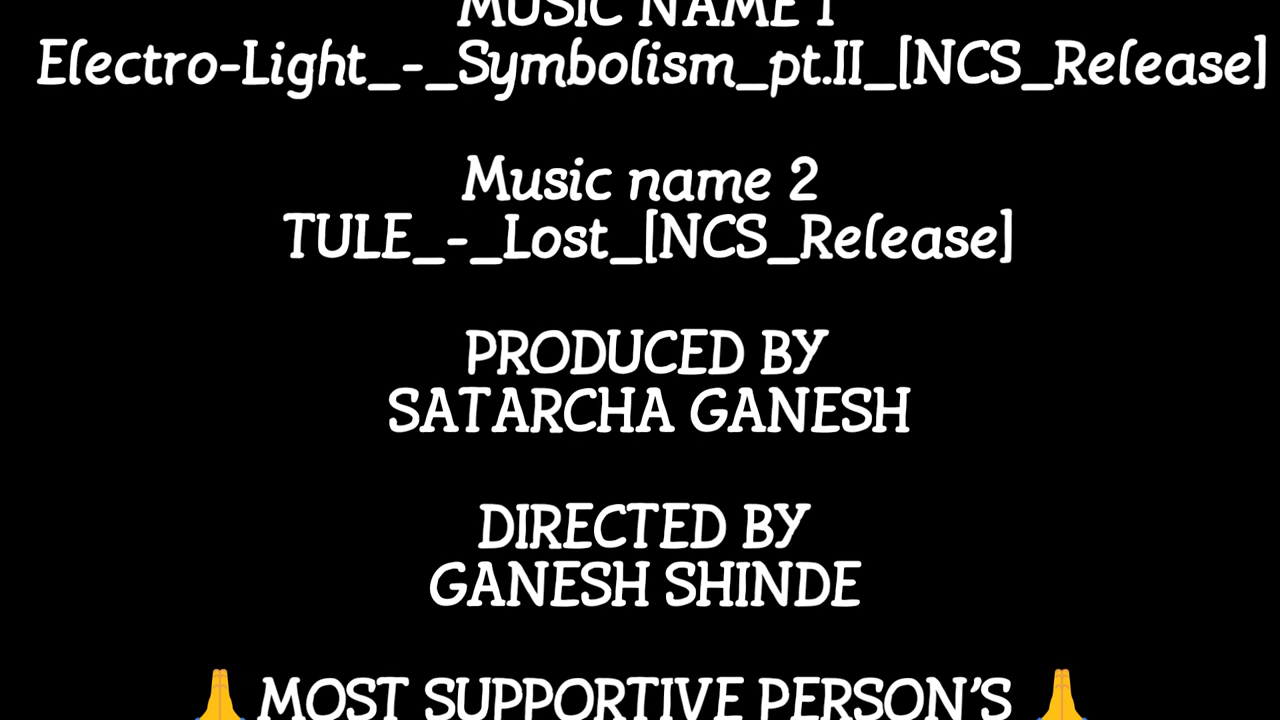 MUSIC NAME 1
Electro-Light_-_Symbolism_pt.II_[NCS_Release]
Music name 2
TULE_-_Lost_[NCS_Release]
PRODUCED BY
SATARCHA GANESH
DIRECTED BY
GANESH SHINDE
🙏MOST SUPPORTIVE PERSON'S 🙏